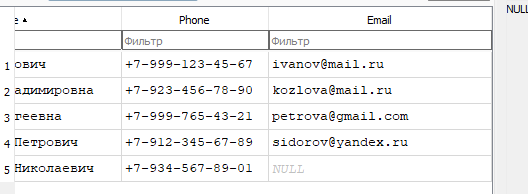 е Phone Email NULL
Фильтр Фильтр
1 ович +7-999-123-45-67 ivanov@mail.ru
2 адимировна +7-923-456-78-90 kozlova@mail.ru
3 геевна +7-999-765-43-21 petrova@gmail.com
4 Петрович +7-912-345-67-89 sidorov@yandex.ru
5 Николаевич +7-934-567-89-01 NULL